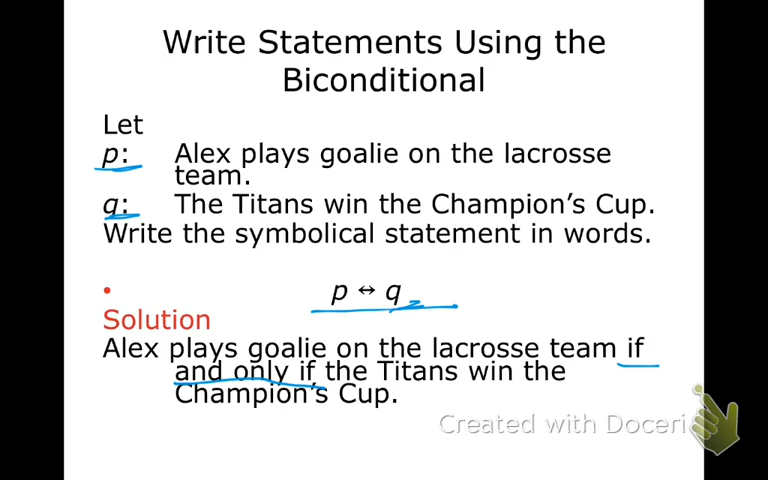 Write Statements Using the
Biconditional
Let
p: Alex plays goalie on the lacrosse
team.
q: The Titans win the Champion’s Cup.
Write the symbolical statement in words.
•
p ↔ q
Solution
Alex plays goalie on the lacrosse team if
and only if the Titans win the
Champion’s Cup.
Created with Doceri